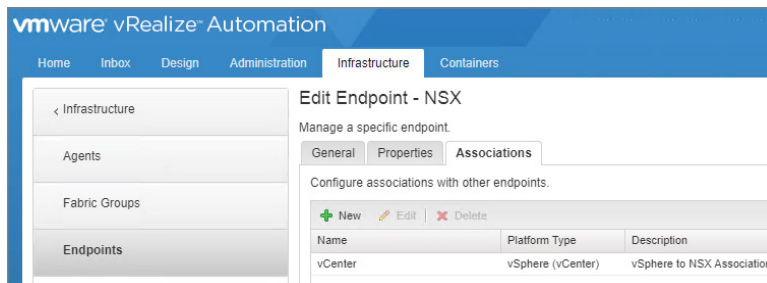 vmware vRealize™ Automation
Home Inbox Design Administration Infrastructure Containers
< Infrastructure
Agents
Fabric Groups
Endpoints
Edit Endpoint - NSX
Manage a specific endpoint.
General Properties Associations
Configure associations with other endpoints.
New Edit Delete
Name Platform Type Description
vCenter vSphere (vCenter) vSphere to NSX Association